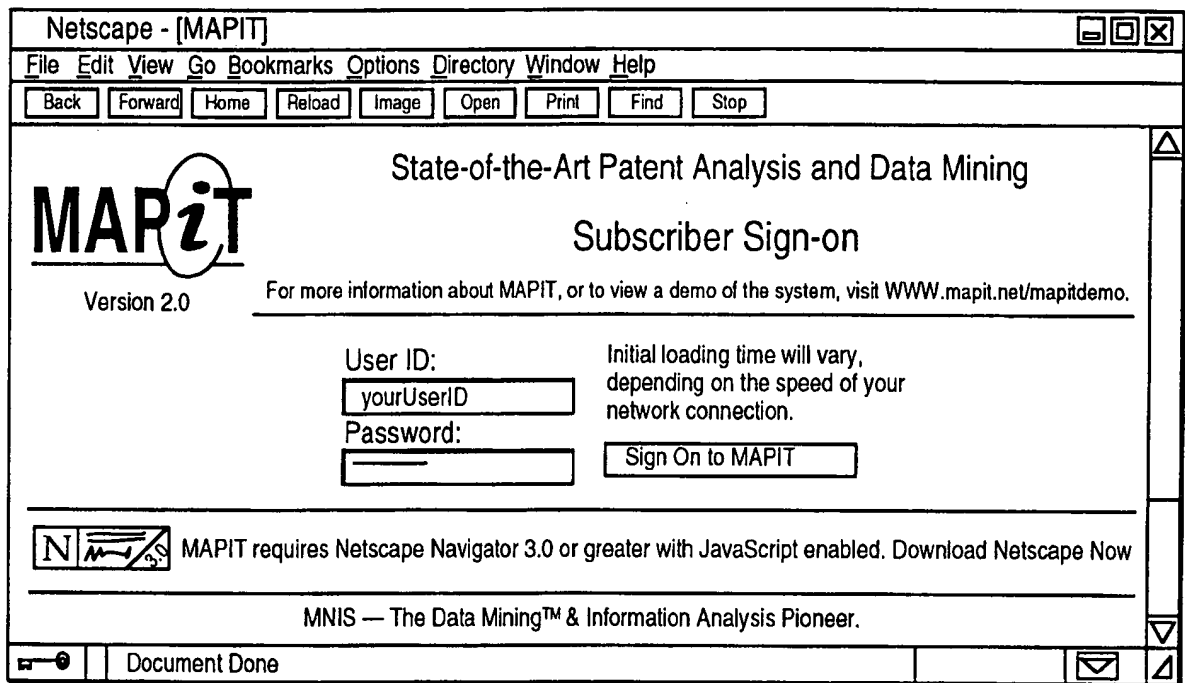 Netscape - [MAPIT]
File Edit View Go Bookmarks Options Directory Window Help
Back Forward Home Reload Image Open Print Find Stop
State-of-the-Art Patent Analysis and Data Mining
MAPiT
Subscriber Sign-on
Version 2.0
For more information about MAPIT, or to view a demo of the system, visit WWW.mapit.net/mapitdemo.
User ID:
yourUserID
Password:
Initial loading time will vary,
depending on the speed of your
network connection.
Sign On to MAPIT
N 3.0 MAPIT requires Netscape Navigator 3.0 or greater with JavaScript enabled. Download Netscape Now
MNIS — The Data Mining™ & Information Analysis Pioneer.
Document Done